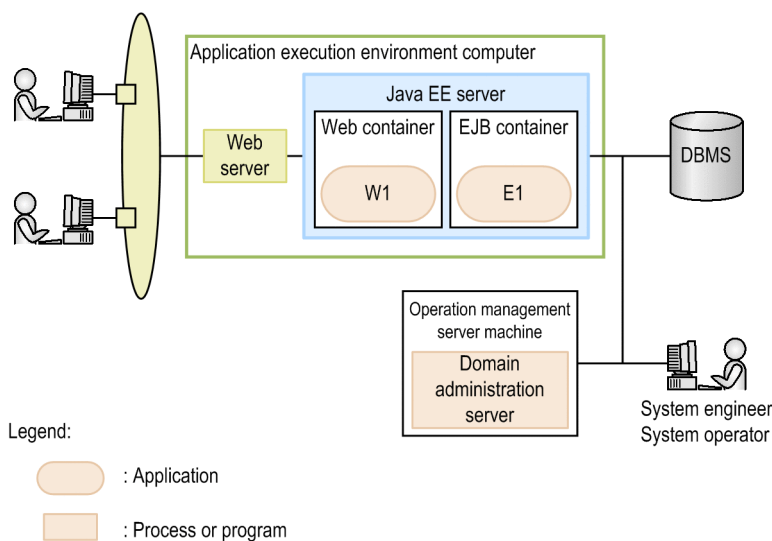 Application execution environment computer
Java EE server
Web container
EJB container
Web
server
W1
E1
DBMS
Operation management
server machine
Domain
administration
server
System engineer
System operator
Legend:
: Application
: Process or program